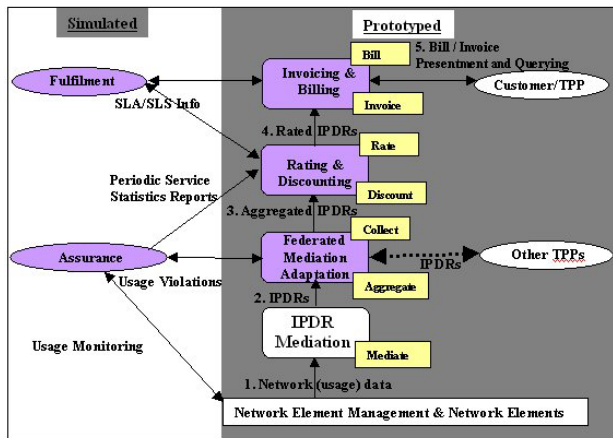 Simulated
Prototyped
Bill
5. Bill / Invoice
Presentment and Querying
Fulfilment
Invoicing &
Billing
Customer/TPP
SLA/SLS Info
Invoice
4. Rated IPDRs
Rate
Rating &
Discounting
Periodic Service
Statistics Reports
Discount
3. Aggregated IPDRs
Collect
Federated
Mediation
Adaptation
Assurance
Other TPPs
IPDRs
Usage Violations
Aggregate
2. IPDRs
IPDR
Mediation
Usage Monitoring
Mediate
1. Network (usage) data
Network Element Management & Network Elements